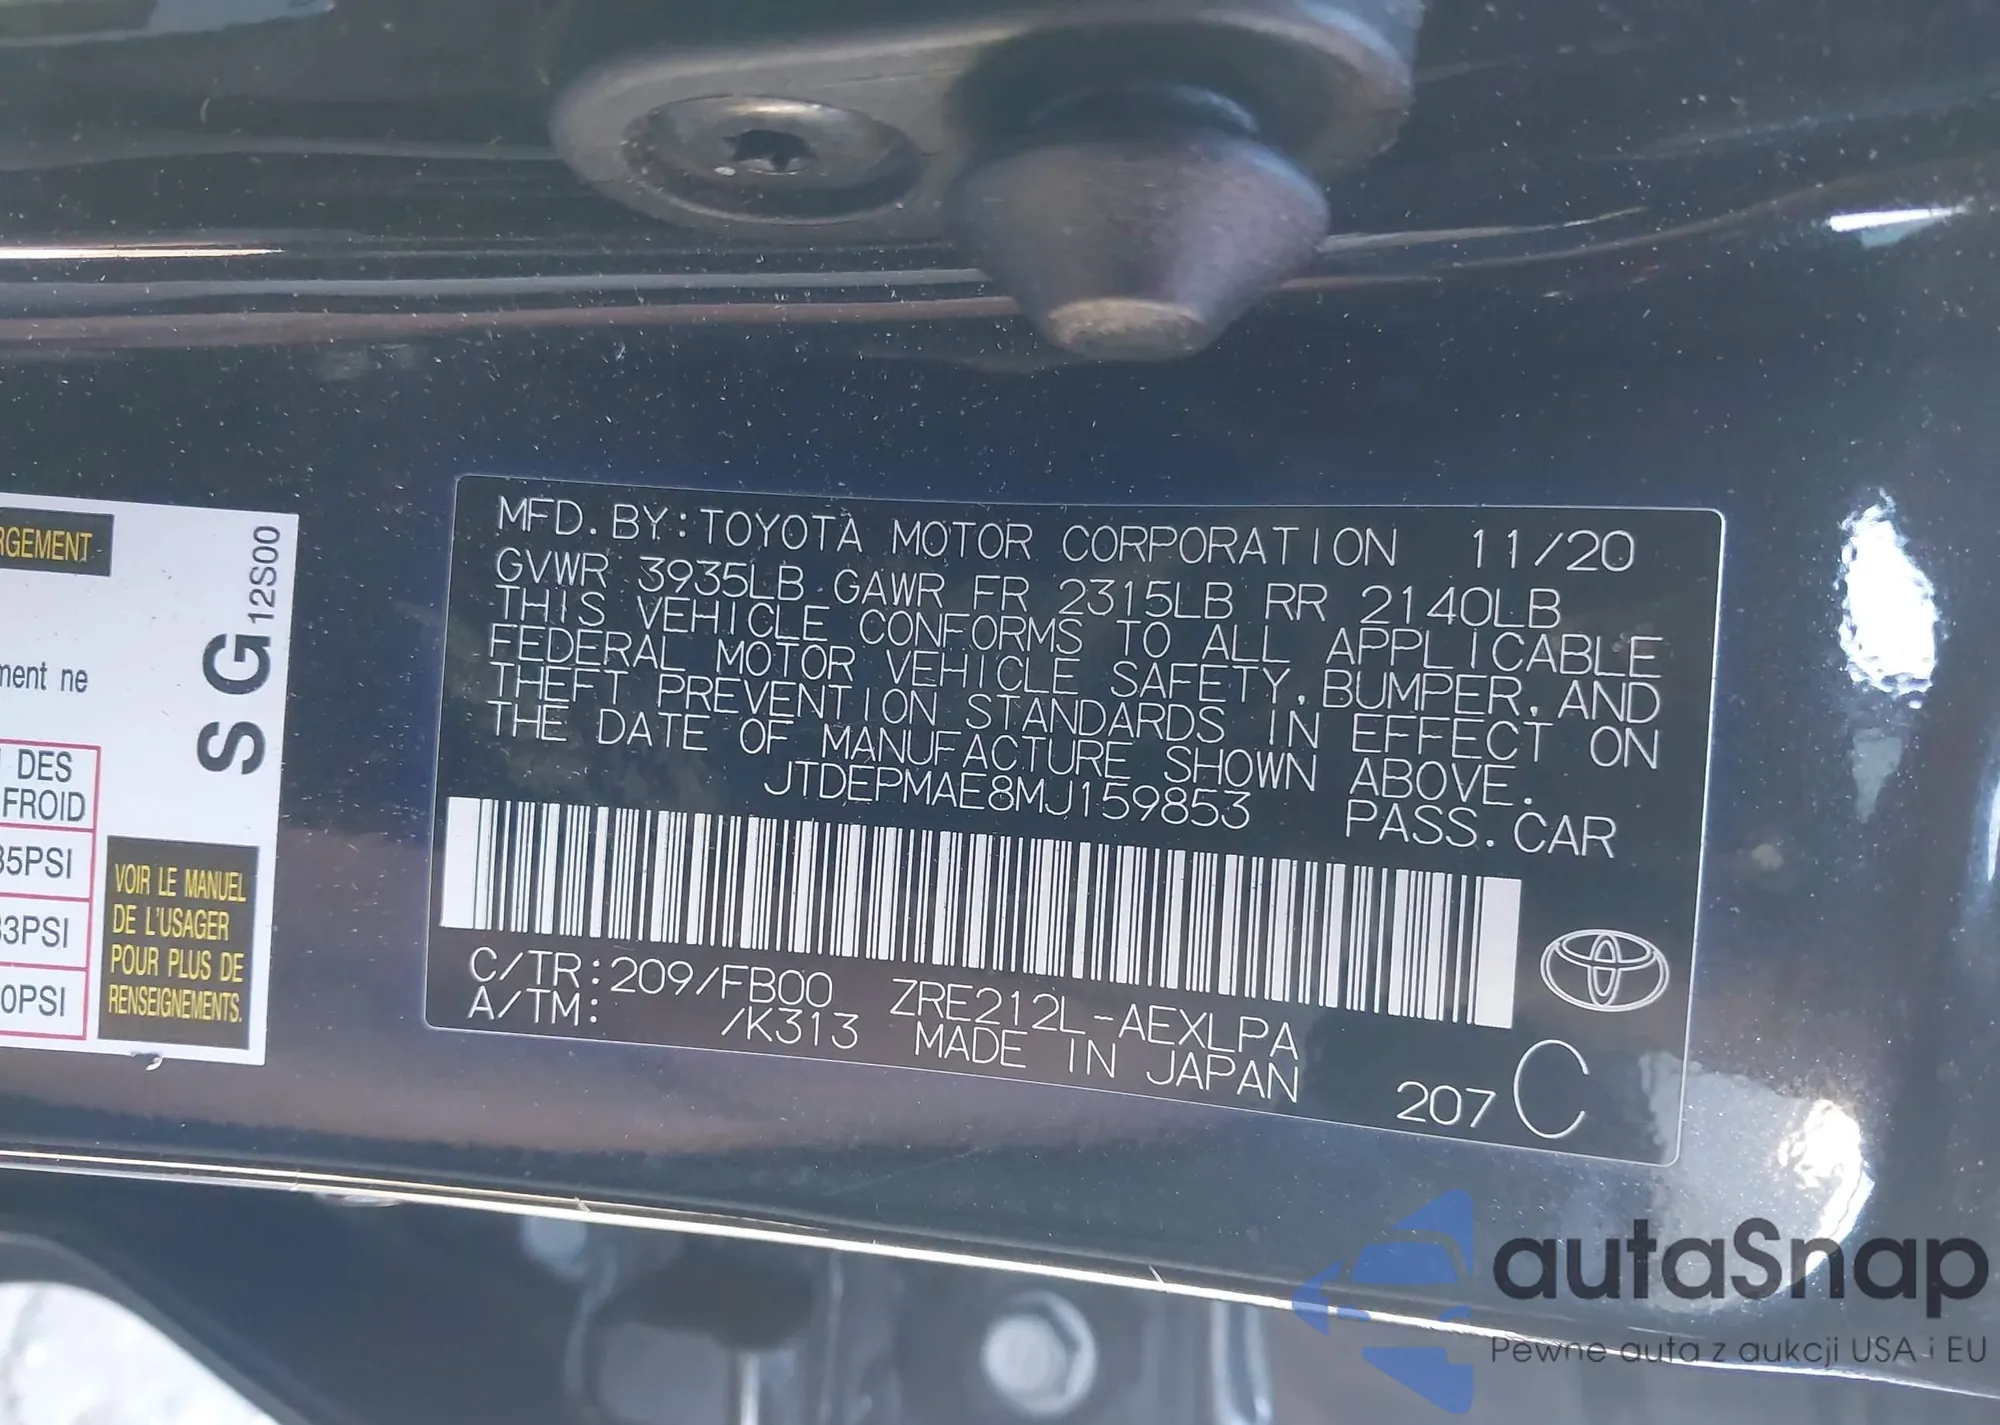 MFD. BY: TOYOTA MOTOR CORPORATION 11/20
GVWR 3935LB GAWR FR 2315LB RR 2140LB
THIS VEHICLE CONFORMS TO ALL APPLICABLE
FEDERAL MOTOR VEHICLE SAFETY, BUMPER, AND
THEFT PREVENTION STANDARDS IN EFFECT ON
THE DATE OF MANUFACTURE SHOWN ABOVE.
JTDEPMAE8MJ159853 PASS. CAR
C/TR: 209/FB00 ZRE212L-AEXLPA
A/TM: /K313 MADE IN JAPAN
207 C
RGEMENT
ment ne
DES
FROID
35PSI
33PSI
0PSI
SG 12S00
VOIR LE MANUEL
DE L'USAGER
POUR PLUS DE
RENSEIGNEMENTS.
autaSnap
Pewne auta z aukcji USA i EU